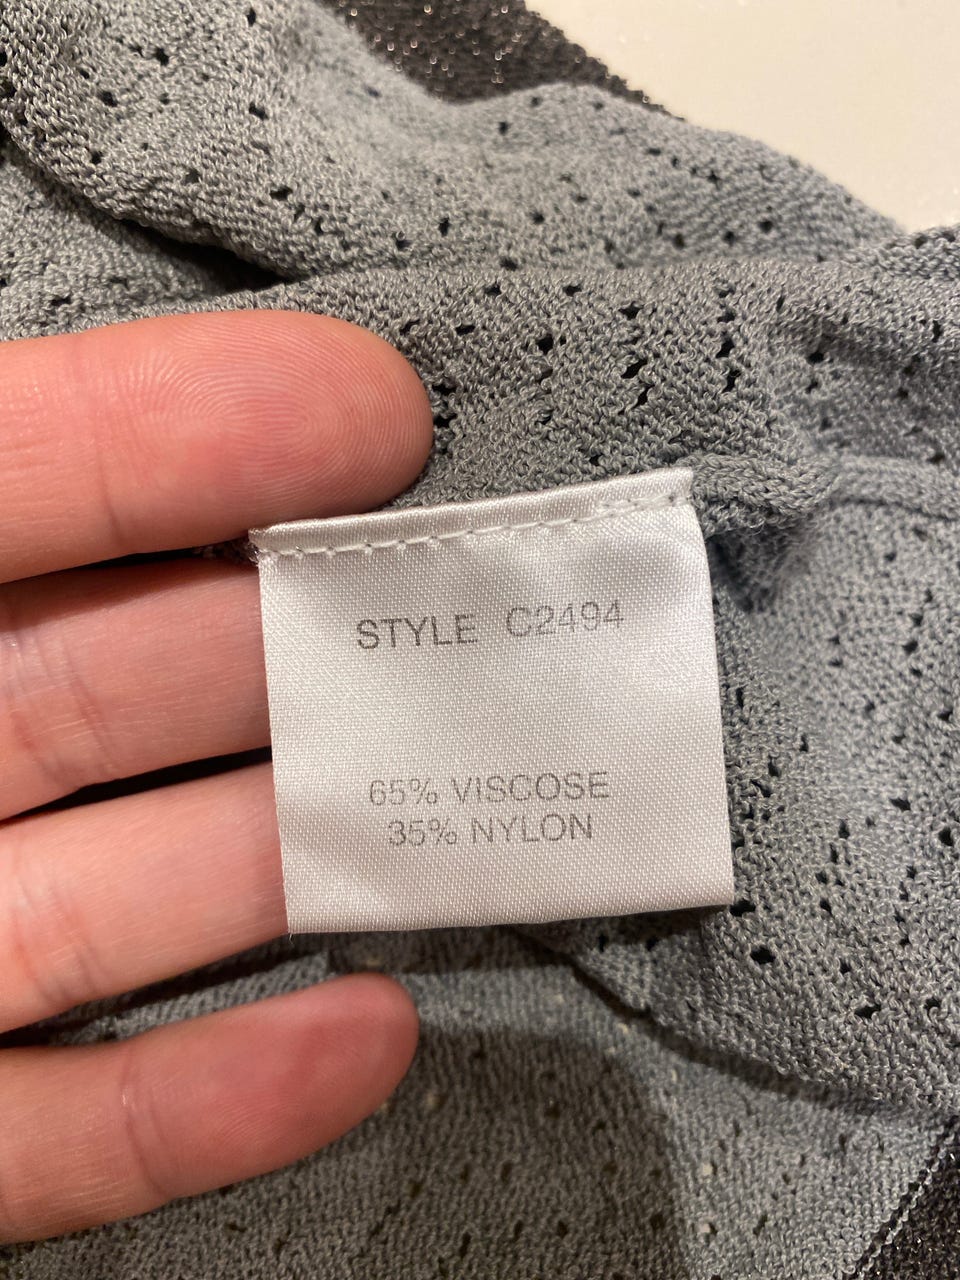 STYLE C2494
65% VISCOSE
35% NYLON